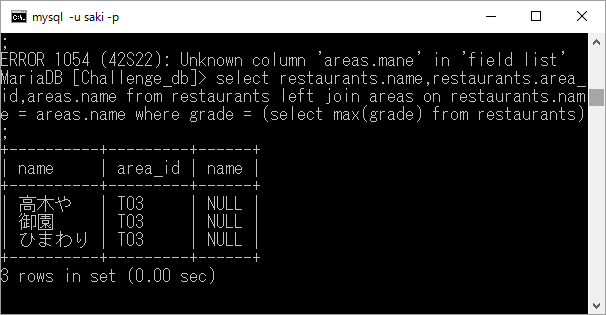 mysql -u saki -p
;
ERROR 1054 (42S22): Unknown column 'areas.mane' in 'field list'
MariaDB [Challenge_db]> select restaurants.name,restaurants.area_
id,areas.name from restaurants left join areas on restaurants.nam
e = areas.name where grade = (select max(grade) from restaurants)
;
+----------+---------+------+
| name     | area_id | name |
+----------+---------+------+
| 高木や   | T03     | NULL |
| 御園     | T03     | NULL |
| ひまわり | T03     | NULL |
+----------+---------+------+
3 rows in set (0.00 sec)